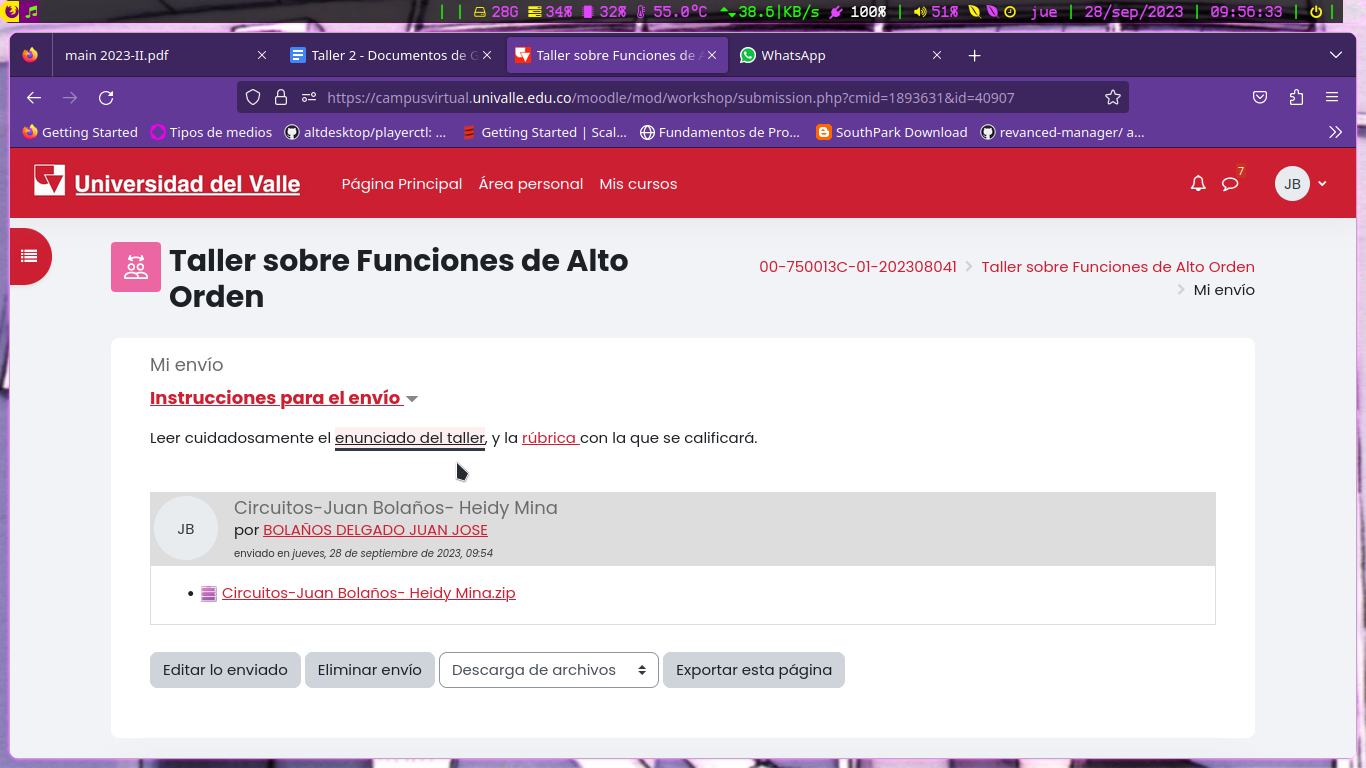 28G 34% 32% 55.0°C 38.6|KB/s 100% | 51% jue | 28/sep/2023 | 09:56:33
main 2023-II.pdf
Taller 2 - Documentos de G
Taller sobre Funciones de A
WhatsApp
https://campusvirtual.univalle.edu.co/moodle/mod/workshop/submission.php?cmid=1893631&id=40907
Getting Started
Tipos de medios
altdesktop/playerctl: ...
Getting Started | Scal...
Fundamentos de Pro...
SouthPark Download
revanced-manager/ a...
Universidad del Valle
Página Principal
Área personal
Mis cursos
7
JB
Taller sobre Funciones de Alto
Orden
00-750013C-01-202308041 > Taller sobre Funciones de Alto Orden
> Mi envío
Mi envío
Instrucciones para el envío
Leer cuidadosamente el enunciado del taller, y la rúbrica con la que se calificará.
JB
Circuitos-Juan Bolaños- Heidy Mina
por BOLAÑOS DELGADO JUAN JOSE
enviado en jueves, 28 de septiembre de 2023, 09:54
Circuitos-Juan Bolaños- Heidy Mina.zip
Editar lo enviado
Eliminar envío
Descarga de archivos
Exportar esta página